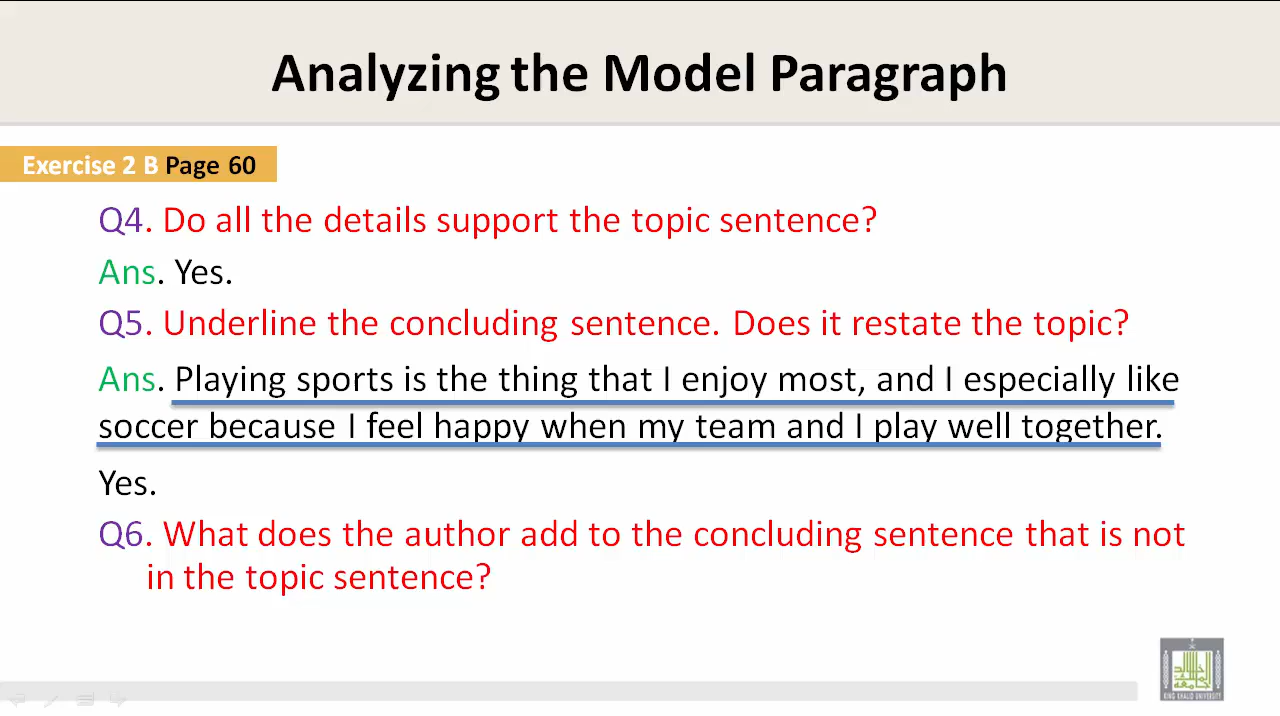 Analyzing the Model Paragraph
Exercise 2 B Page 60
Q4. Do all the details support the topic sentence?
Ans. Yes.
Q5. Underline the concluding sentence. Does it restate the topic?
Ans. Playing sports is the thing that I enjoy most, and I especially like
soccer because I feel happy when my team and I play well together.
Yes.
Q6. What does the author add to the concluding sentence that is not
in the topic sentence?
KING KHALID UNIVERSITY